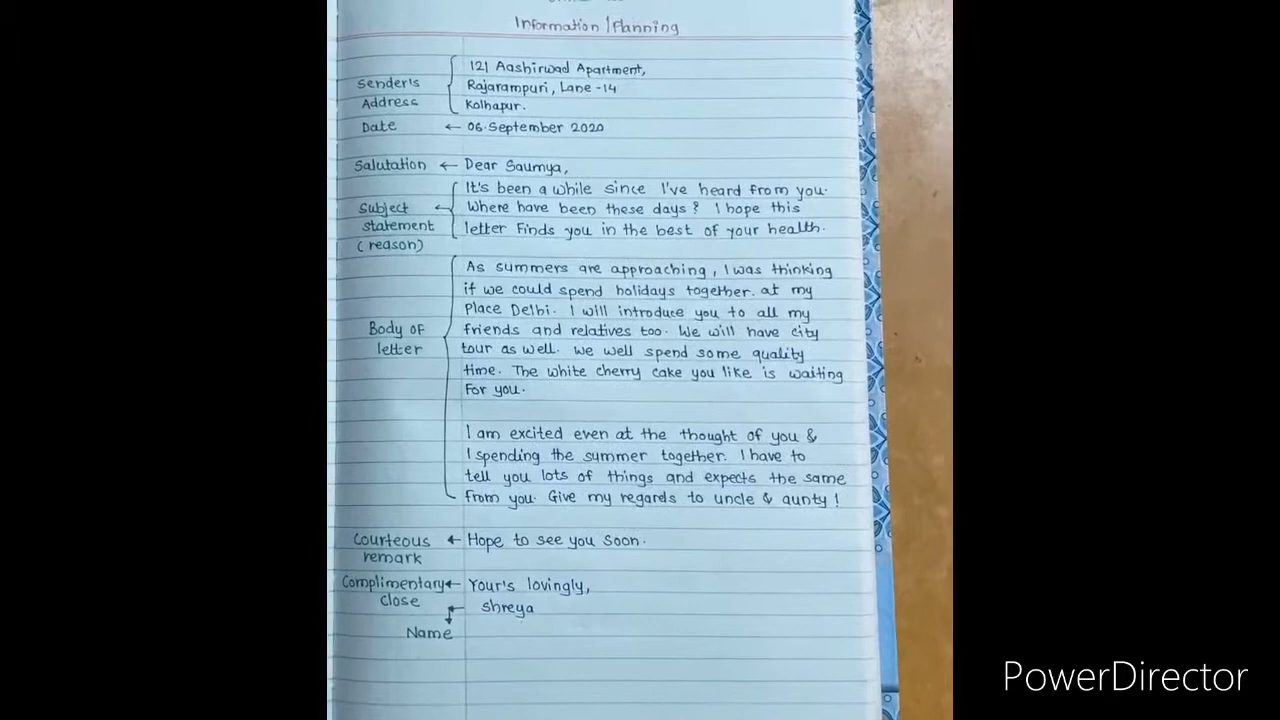 Information | Planning
121 Aashirwad Apartment,
Sender's
Rajarampuri, Lane - 14
Address
Kolhapur.
Date ← 06. September 2020
Salutation ← Dear Saumya,
It's been a while since I've heard from you.
Subject ← Where have been these days? I hope this
statement letter finds you in the best of your health.
(reason)
As summers are approaching, I was thinking
if we could spend holidays together. at my
Place Delhi. I will introduce you to all my
Body of friends and relatives too. We will have city
letter tour as well. We well spend some quality
time. The white cherry cake you like is waiting
for you.
I am excited even at the thought of you &
I spending the summer together. I have to
tell you lots of things and expects the same
from you. Give my regards to uncle & aunty!
Courteous ← Hope to see you soon.
remark
Complimentary ← Your's lovingly,
close
shreya
Name
PowerDirector